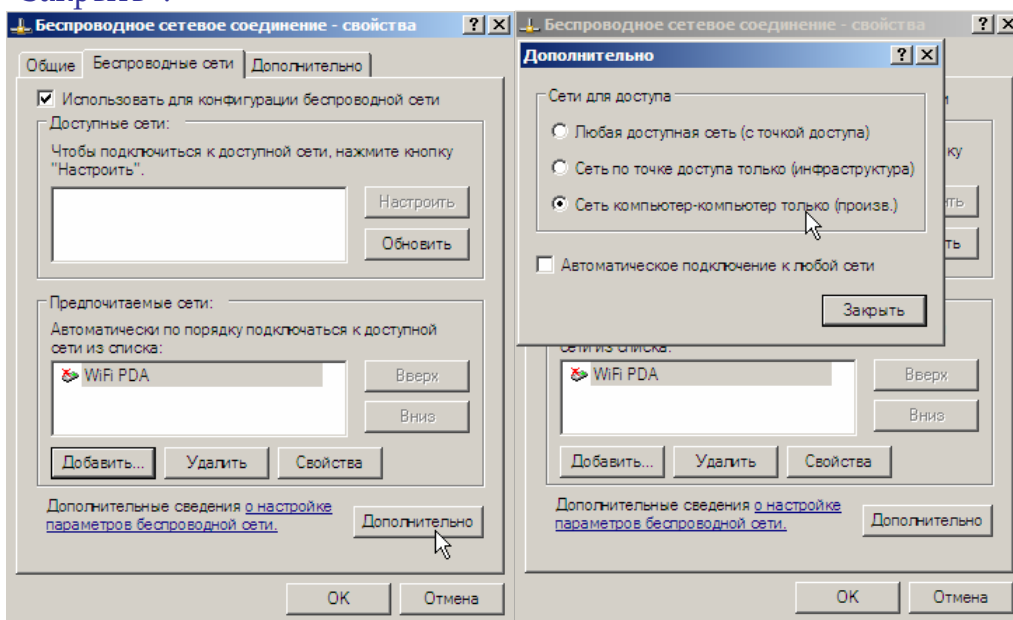 Беспроводное сетевое соединение - свойства
Общие
Беспроводные сети
Дополнительно
Использовать для конфигурации беспроводной сети
Доступные сети:
Чтобы подключиться к доступной сети, нажмите кнопку
"Настроить".
Настроить
Обновить
Предпочитаемые сети:
Автоматически по порядку подключаться к доступной
сети из списка:
WiFi PDA
Вверх
Вниз
Добавить...
Удалить
Свойства
Дополнительные сведения о настройке
параметров беспроводной сети.
Дополнительно
OK
Отмена
Беспроводное сетевое соединение - свойства
Дополнительно
Сети для доступа
Любая доступная сеть (с точкой доступа)
Сеть по точке доступа только (инфраструктура)
Сеть компьютер-компьютер только (произв.)
Автоматическое подключение к любой сети
Закрыть
сети из списка:
WiFi PDA
Вверх
Вниз
Добавить...
Удалить
Свойства
Дополнительные сведения о настройке
параметров беспроводной сети.
Дополнительно
OK
Отмена